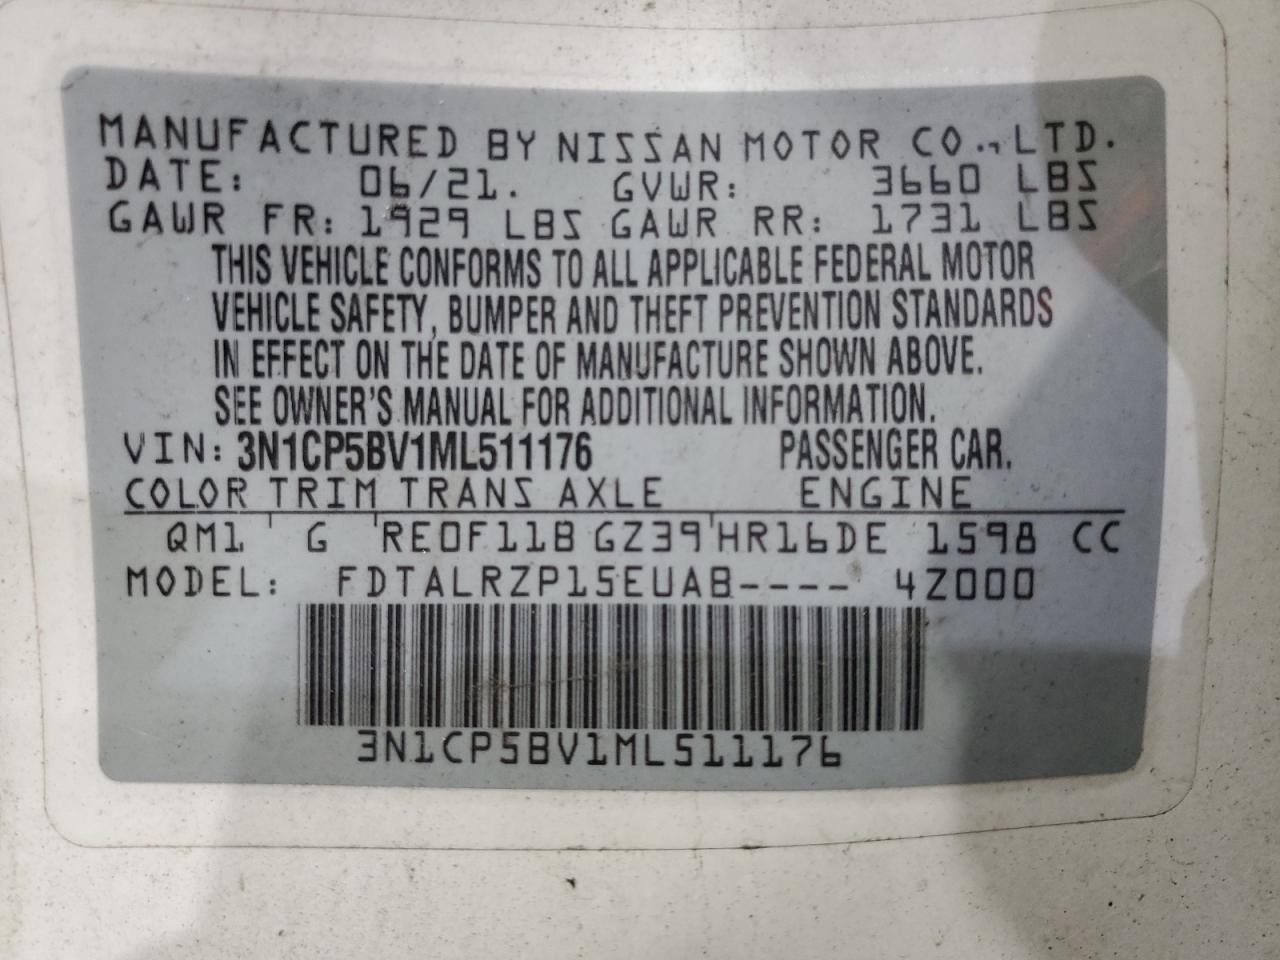 MANUFACTURED BY NISSAN MOTOR CO., LTD.
DATE: 06/21. GVWR: 3660 LBS
GAWR FR: 1929 LBS GAWR RR: 1731 LBS
THIS VEHICLE CONFORMS TO ALL APPLICABLE FEDERAL MOTOR
VEHICLE SAFETY, BUMPER AND THEFT PREVENTION STANDARDS
IN EFFECT ON THE DATE OF MANUFACTURE SHOWN ABOVE.
SEE OWNER'S MANUAL FOR ADDITIONAL INFORMATION.
VIN: 3N1CP5BV1ML511176 PASSENGER CAR.
COLOR TRIM TRANS AXLE ENGINE
QM1 G RE0F11B GZ39 HR16DE 1598 CC
MODEL: FDTALRZP15EUAB---- 4Z000
3N1CP5BV1ML511176